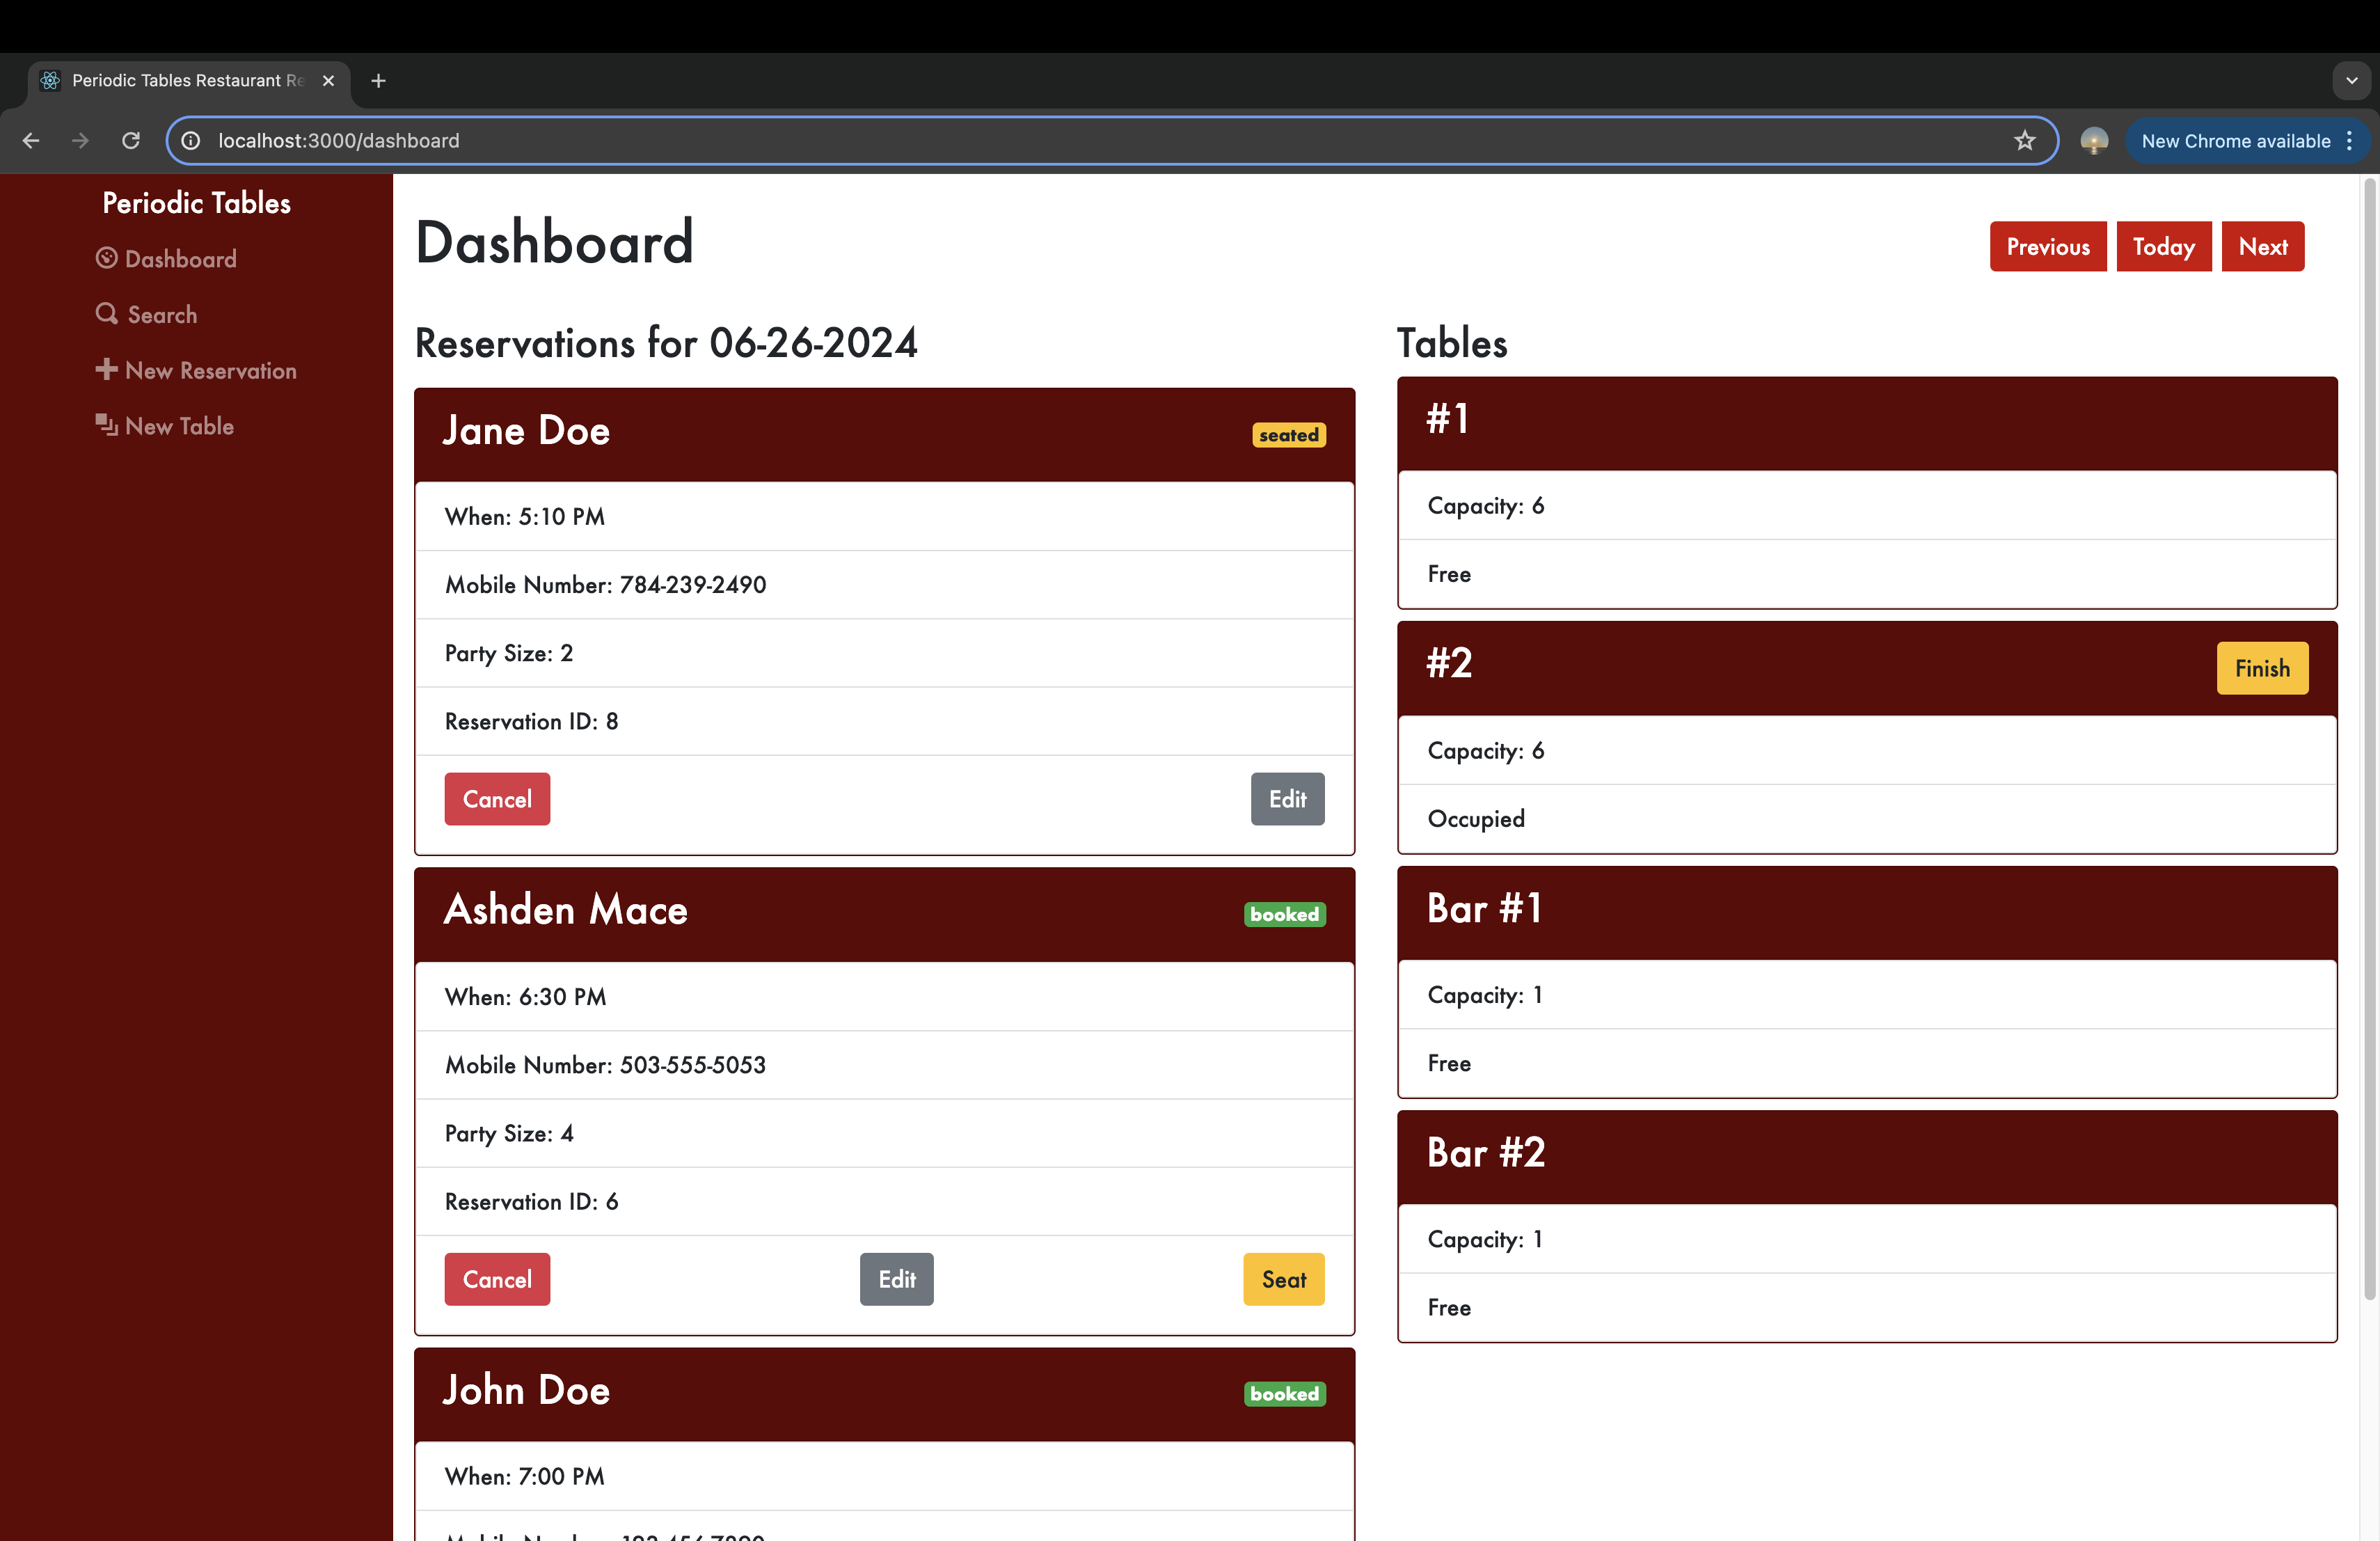 Periodic Tables Restaurant Re
localhost:3000/dashboard
New Chrome available
Periodic Tables
Dashboard
Search
New Reservation
New Table
Dashboard
Previous
Today
Next
Reservations for 06-26-2024
Jane Doe
seated
When: 5:10 PM
Mobile Number: 784-239-2490
Party Size: 2
Reservation ID: 8
Cancel
Edit
Ashden Mace
booked
When: 6:30 PM
Mobile Number: 503-555-5053
Party Size: 4
Reservation ID: 6
Cancel
Edit
Seat
John Doe
booked
When: 7:00 PM
Tables
#1
Capacity: 6
Free
#2
Finish
Capacity: 6
Occupied
Bar #1
Capacity: 1
Free
Bar #2
Capacity: 1
Free